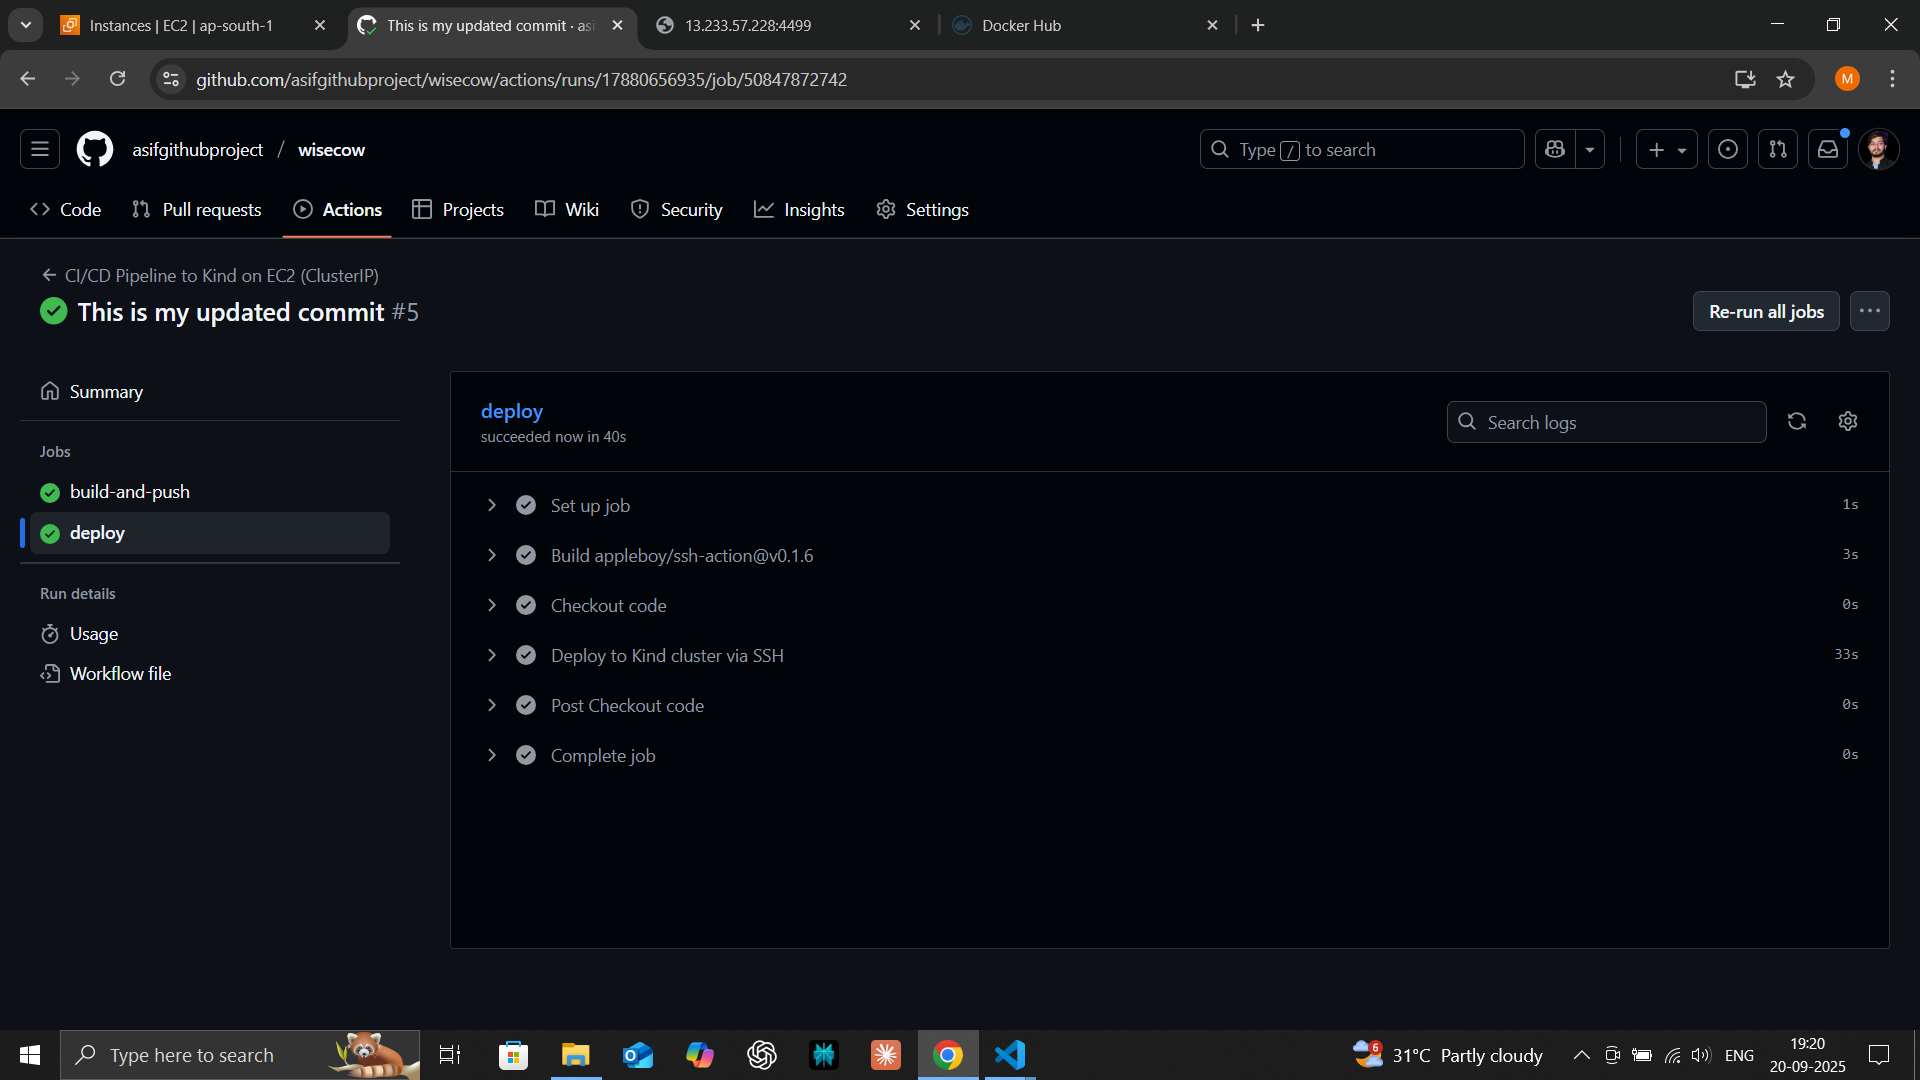 Instances | EC2 | ap-south-1
This is my updated commit · asi
13.233.57.228:4499
Docker Hub
github.com/asifgithubproject/wisecow/actions/runs/17880656935/job/50847872742
M
asifgithubproject / wisecow
Type / to search
Code
Pull requests
Actions
Projects
Wiki
Security
Insights
Settings
CI/CD Pipeline to Kind on EC2 (ClusterIP)
This is my updated commit #5
Re-run all jobs
Summary
Jobs
build-and-push
deploy
Run details
Usage
Workflow file
deploy
succeeded now in 40s
Search logs
Set up job 1s
Build appleboy/ssh-action@v0.1.6 3s
Checkout code 0s
Deploy to Kind cluster via SSH 33s
Post Checkout code 0s
Complete job 0s
Type here to search
6
31°C Partly cloudy
ENG
19:20
20-09-2025